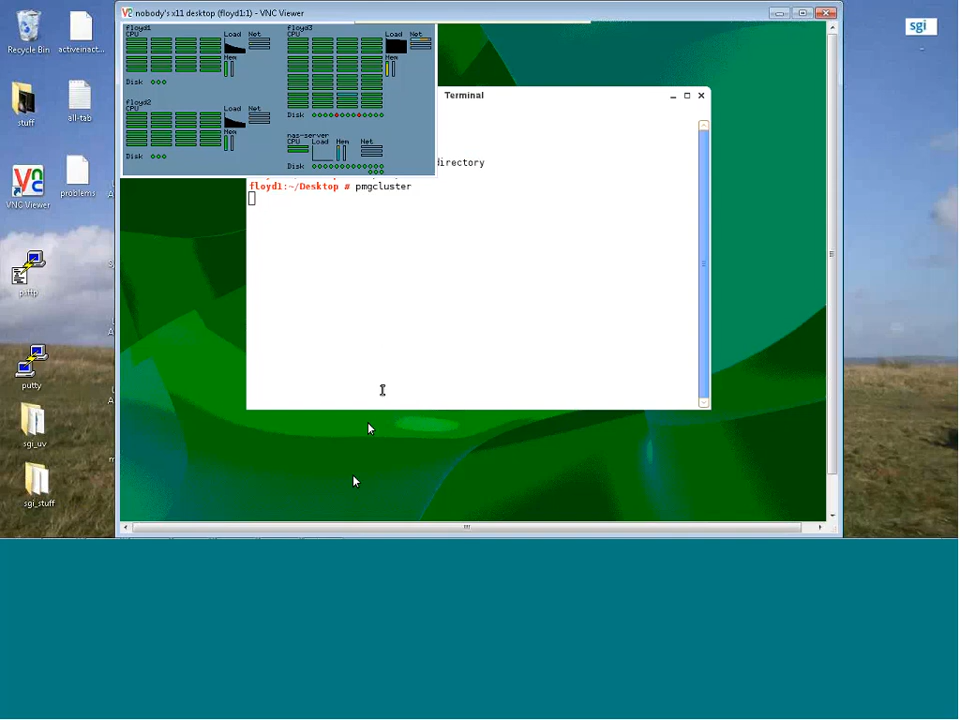 nobody's x11 desktop (floyd1:1) - VNC Viewer
Recycle Bin
activeinact...
sgi
stuff
all-tab
VNC Viewer
problems
psftp
putty
sgi_uv
sgi_stuff
floyd1
CPU
Load
Net
Mem
Disk
floyd3
CPU
Load
Net
Mem
Disk
floyd2
CPU
Load
Net
Mem
Disk
nas-server
CPU
Load
Mem
Net
Disk
Terminal
directory
floyd1:~/Desktop # pmgcluster